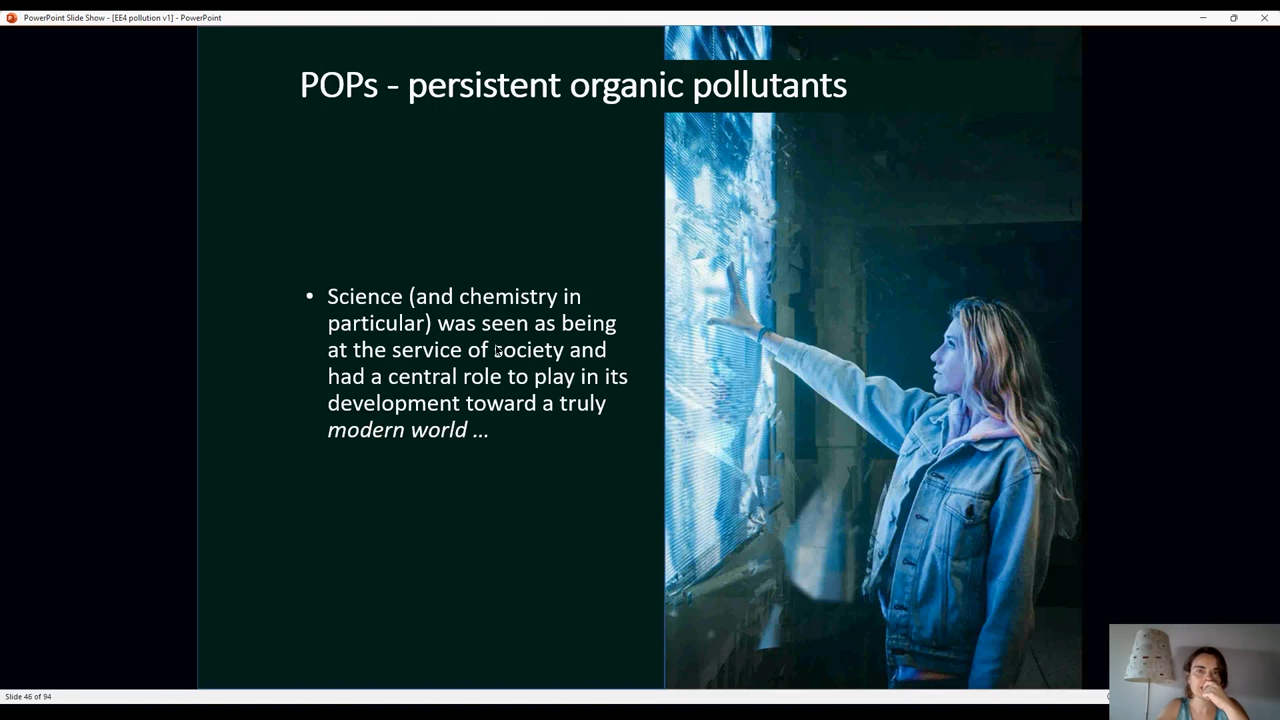 PowerPoint Slide Show - [EE4 pollution v1] - PowerPoint
POPs - persistent organic pollutants
• Science (and chemistry in
particular) was seen as being
at the service of society and
had a central role to play in its
development toward a truly
modern world ...
Slide 46 of 94